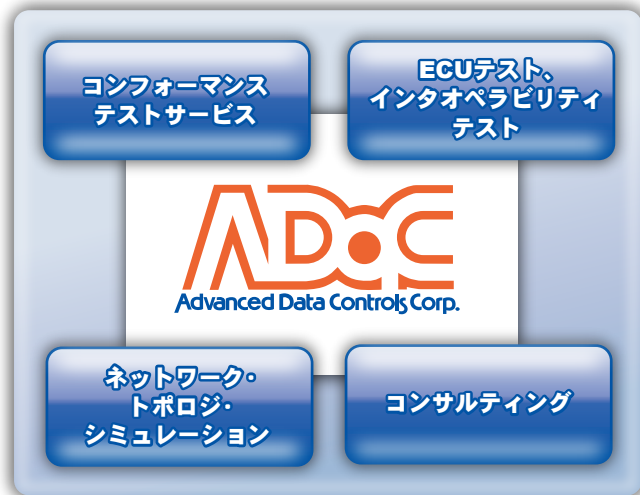 コンフォーマンス
テストサービス
ECUテスト、
インタオペラビリティ
テスト
ADaC
Advanced Data Controls Corp.
ネットワーク・
トポロジ・
シミュレーション
コンサルティング